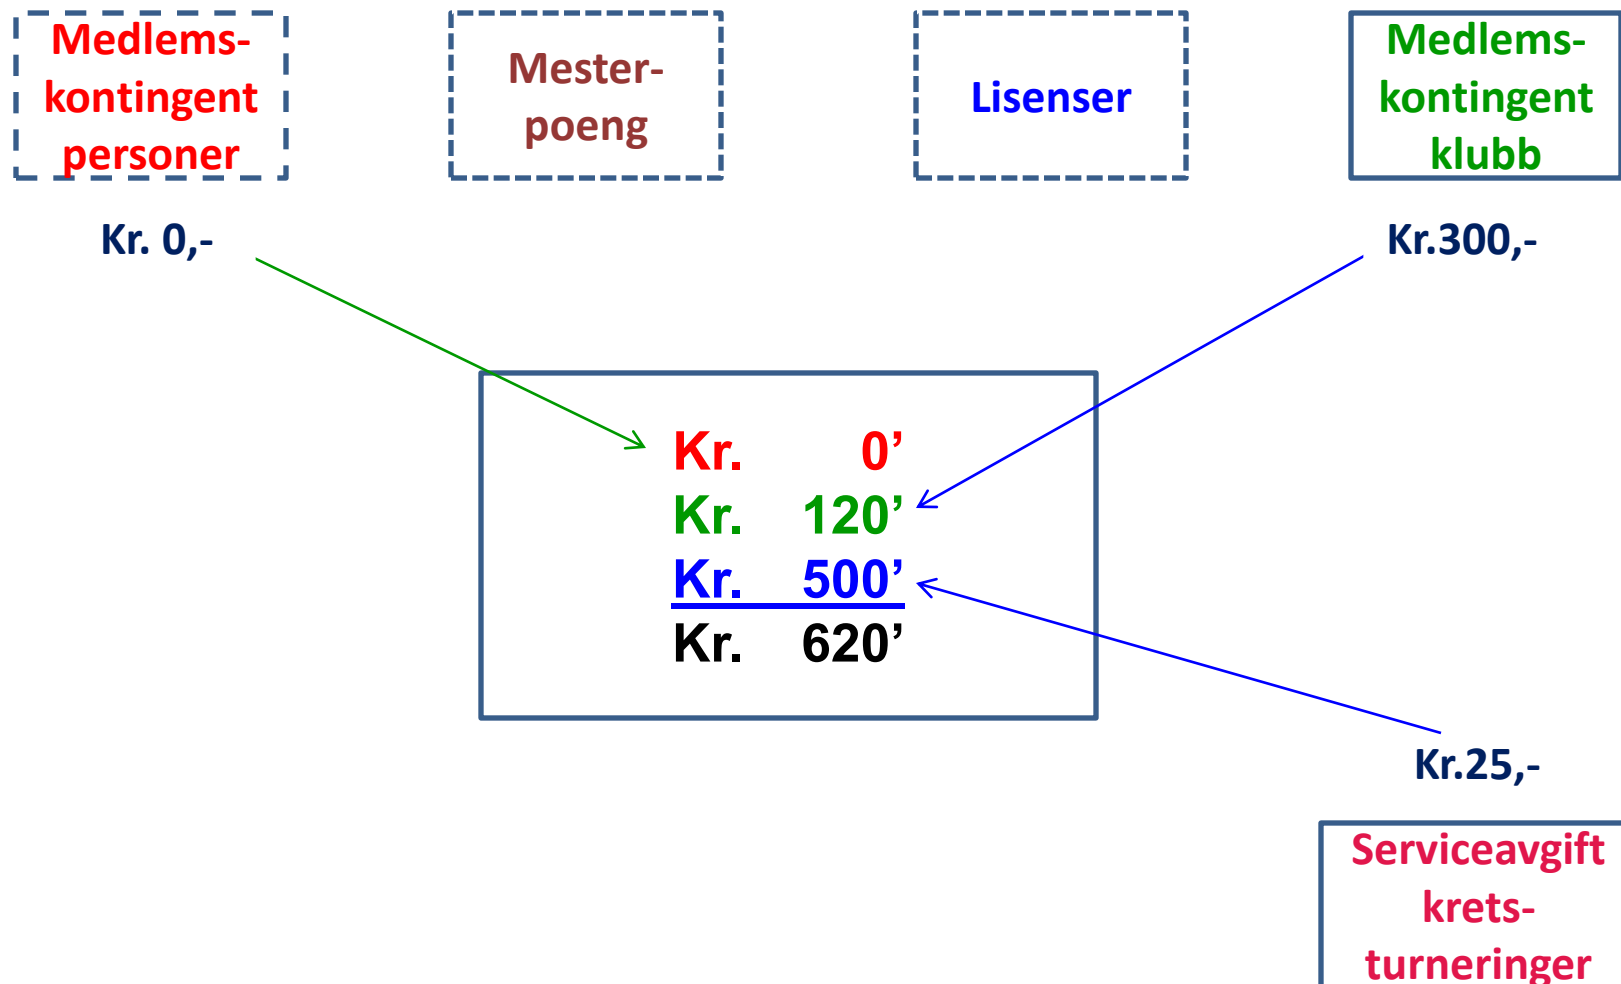 Medlems-
kontingent
personer
Mester-
poeng
Lisenser
Medlems-
kontingent
klubb
Kr. 0,-
Kr.300,-
Kr. 0’
Kr. 120’
Kr. 500’
Kr. 620’
Kr.25,-
Serviceavgift
krets-
turneringer